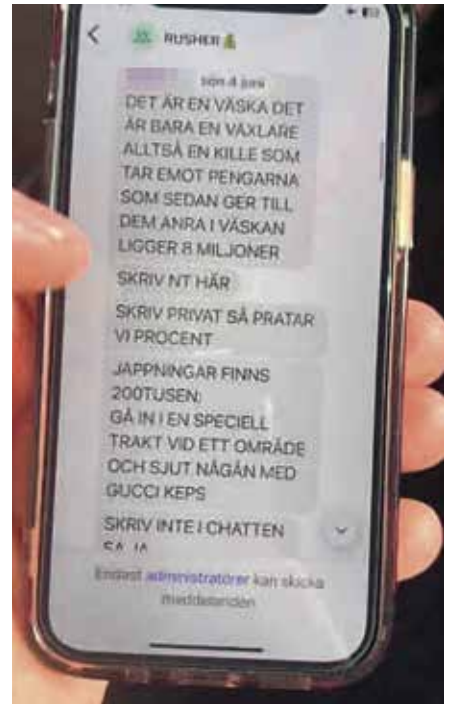 RUSHER
sön 4 juni
DET ÄR EN VÄSKA DET
ÄR BARA EN VÄXLARE
ALLTSÅ EN KILLE SOM
TAR EMOT PENGARNA
SOM SEDAN GER TILL
DEM ANRA I VÄSKAN
LIGGER 8 MILJONER
SKRIV NT HÄR
SKRIV PRIVAT SÅ PRATAR
VI PROCENT
JAPPNINGAR FINNS
200TUSEN:
GÅ IN I EN SPECIELL
TRAKT VID ETT OMRÅDE
OCH SJUT NÅGÅN MED
GUCCI KEPS
SKRIV INTE I CHATTEN
Endast administratörer kan skicka
meddelanden